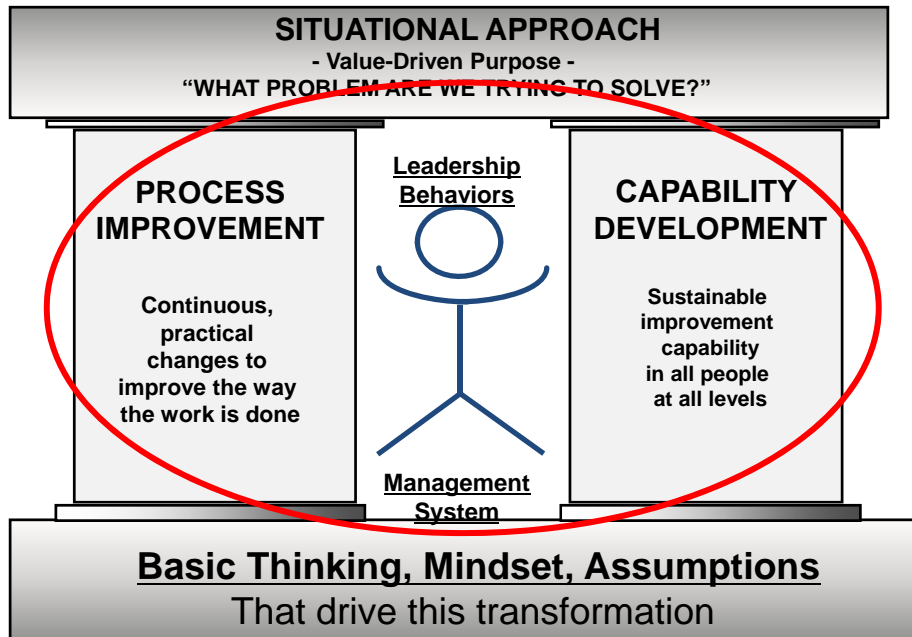 SITUATIONAL APPROACH
- Value-Driven Purpose -
“WHAT PROBLEM ARE WE TRYING TO SOLVE?”
PROCESS
IMPROVEMENT
Continuous,
practical
changes to
improve the way
the work is done
Leadership
Behaviors
Management
System
CAPABILITY
DEVELOPMENT
Sustainable
improvement
capability
in all people
at all levels
Basic Thinking, Mindset, Assumptions
That drive this transformation